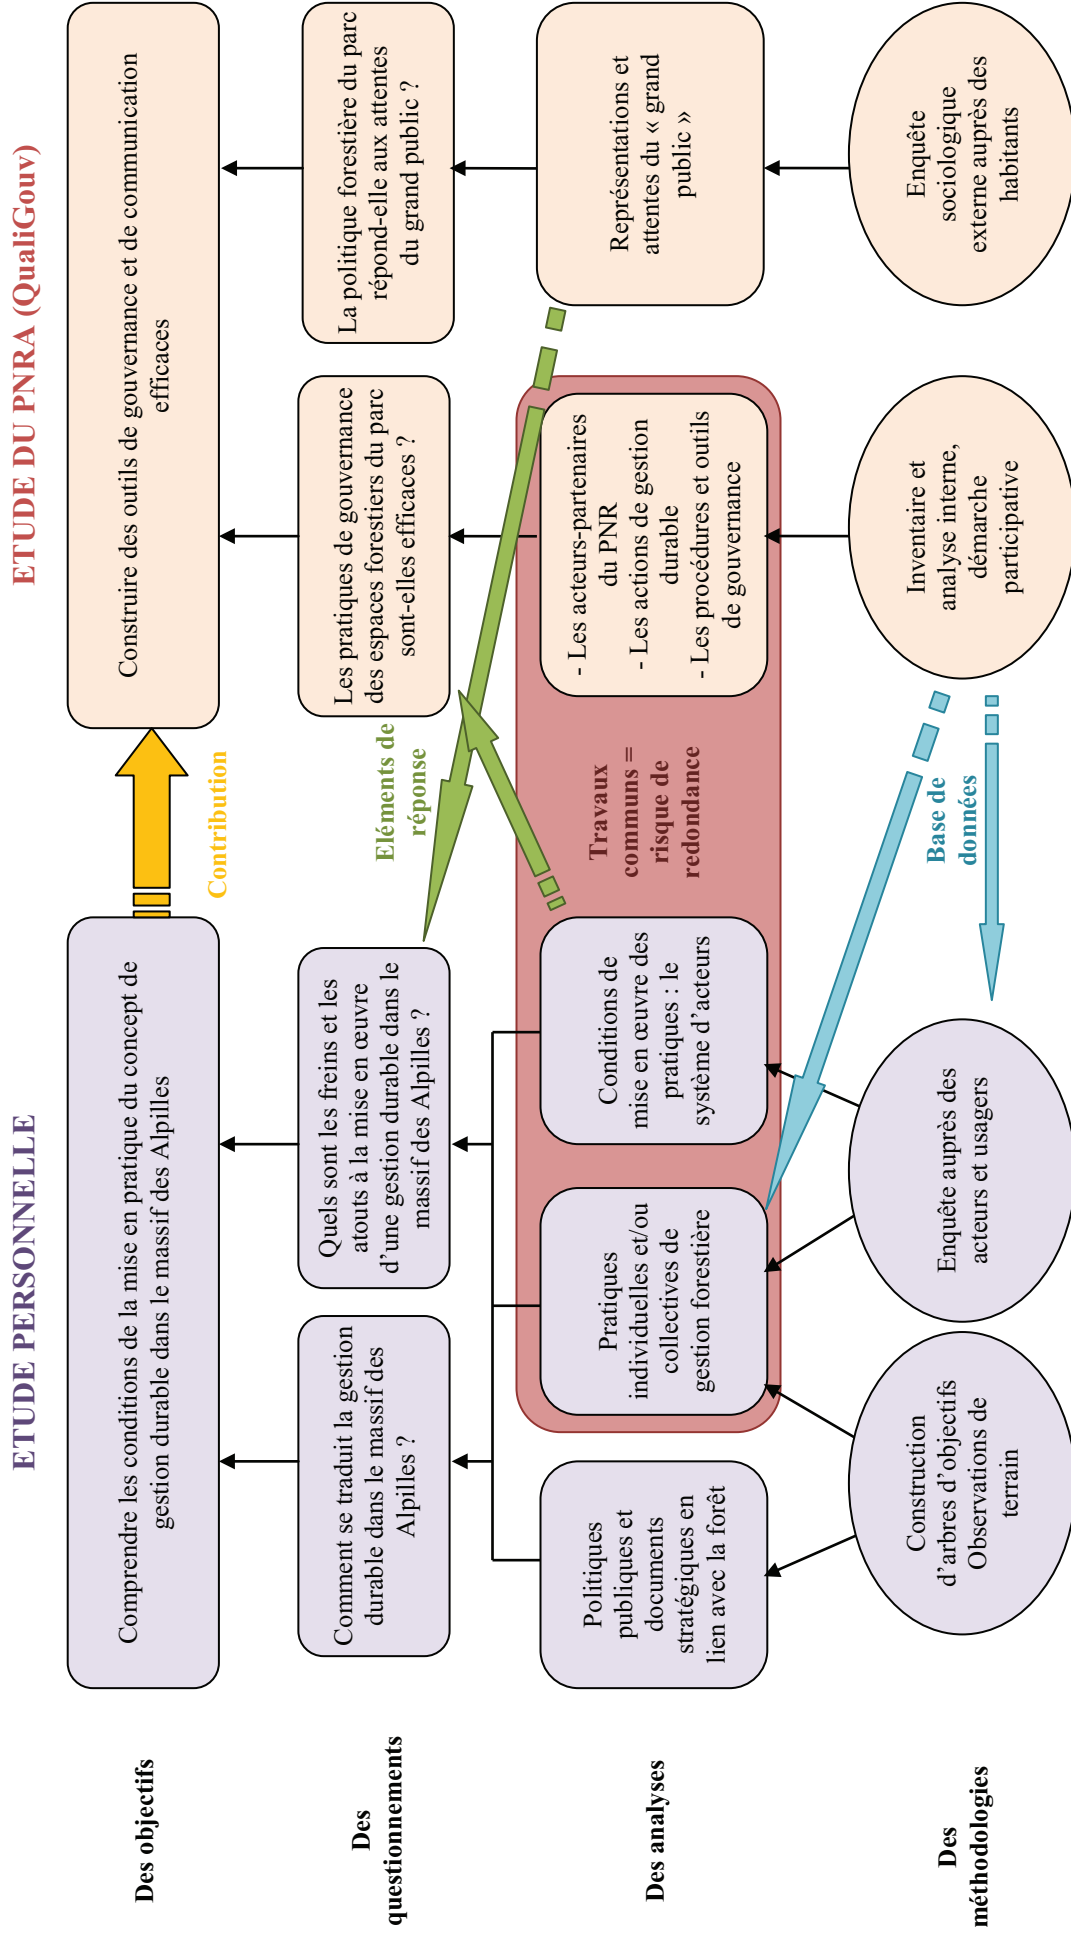 ETUDE PERSONNELLE
ETUDE DU PNRA (QualiGouv)
Des objectifs
Comprendre les conditions de la mise en pratique du concept de
gestion durable dans le massif des Alpilles
Contribution
Construire des outils de gouvernance et de communication
efficaces
Des
questionnements
Comment se traduit la gestion
durable dans le massif des
Alpilles ?
Quels sont les freins et les
atouts à la mise en œuvre
d’une gestion durable dans le
massif des Alpilles ?
Eléments de
réponse
Les pratiques de gouvernance
des espaces forestiers du parc
sont-elles efficaces ?
La politique forestière du parc
répond-elle aux attentes
du grand public ?
Des analyses
Politiques
publiques et
documents
stratégiques en
lien avec la forêt
Pratiques
individuelles et/ou
collectives de
gestion forestière
Conditions de
mise en œuvre des
pratiques : le
système d’acteurs
Travaux
communs =
risque de
redondance
- Les acteurs-partenaires
du PNR
- Les actions de gestion
durable
- Les procédures et outils
de gouvernance
Représentations et
attentes du « grand
public »
Des
méthodologies
Construction
d’arbres d’objectifs
Observations de
terrain
Enquête auprès des
acteurs et usagers
Base de
données
Inventaire et
analyse interne,
démarche
participative
Enquête
sociologique
externe auprès des
habitants